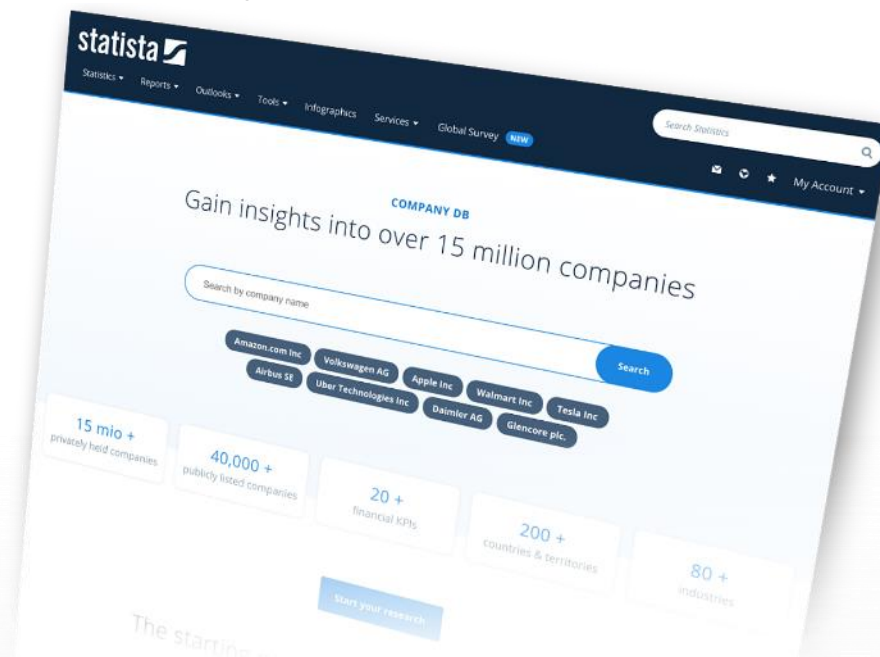 statista
Statistics Reports Outlooks Tools Infographics Services Global Survey NEW
Search Statistics
My Account
COMPANY DB
Gain insights into over 15 million companies
Search by company name
Search
Amazon.com Inc Volkswagen AG Apple Inc Walmart Inc Tesla Inc
Airbus SE Uber Technologies Inc Daimler AG Glencore plc.
15 mio +
privately held companies
40,000 +
publicly listed companies
20 +
financial KPIs
200 +
countries & territories
80 +
industries
Start your research
The starting